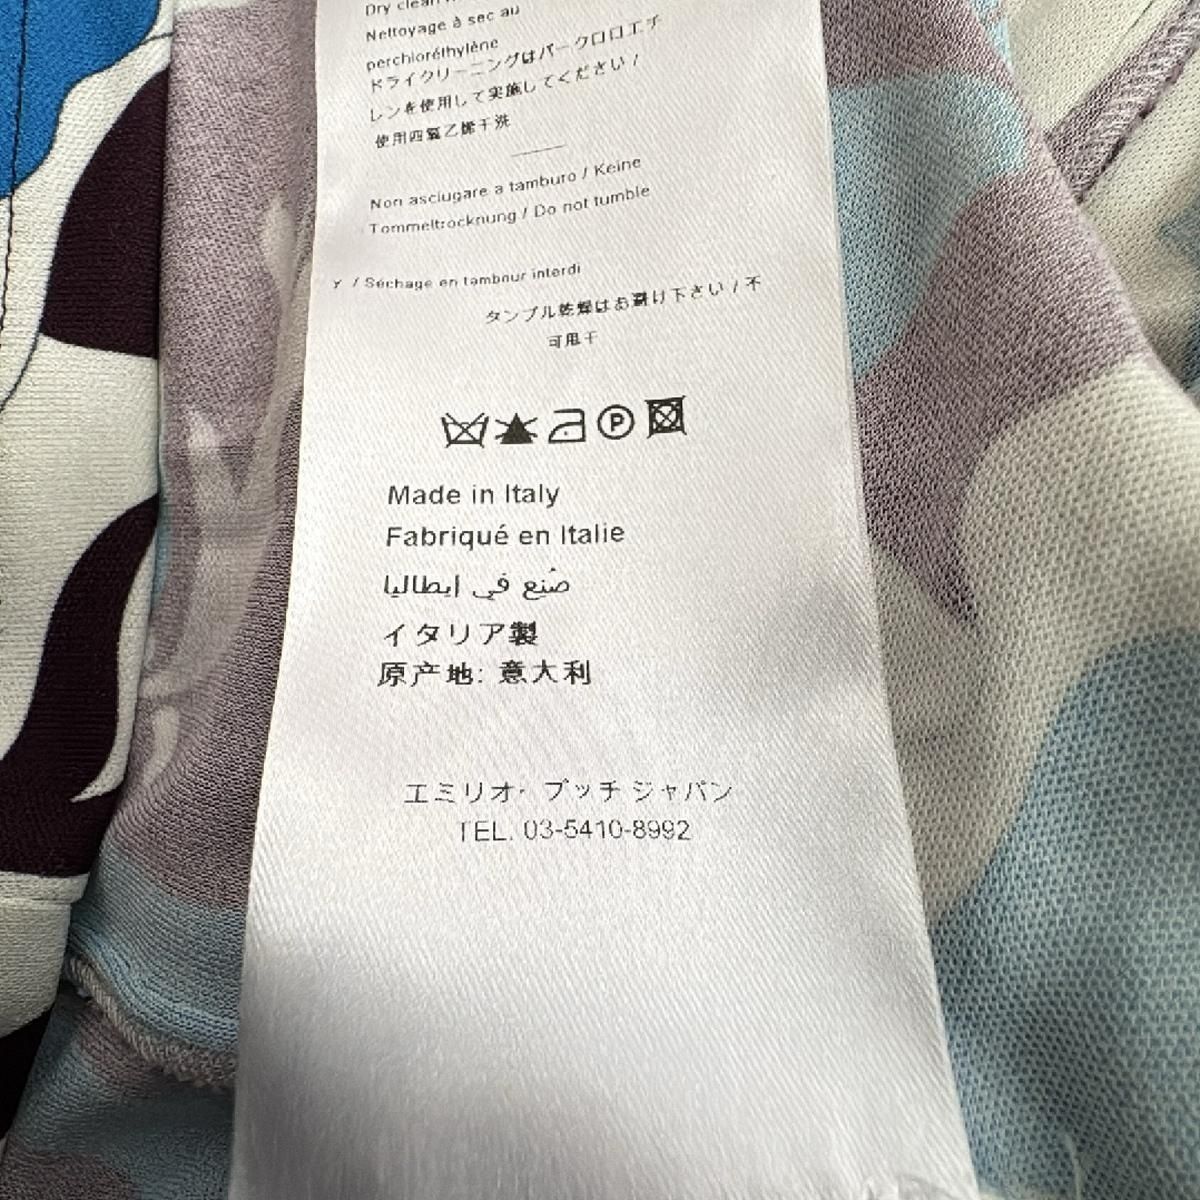 Dry clean
Nettoyage à sec au
perchloréthylène
ドライクリーニングはパークロロエチ
レンを使用して実施してください /
使用四氯乙烯干洗
Non asciugare a tamburo / Keine
Tommeltrocknung / Do not tumble
y / Séchage en tambour interdi
タンブル乾燥はお避け下さい / 不
可甩干
P
Made in Italy
Fabriqué en Italie
صُنع في إيطاليا
イタリア製
原产地: 意大利
エミリオ・プッチ ジャパン
TEL. 03-5410-8992